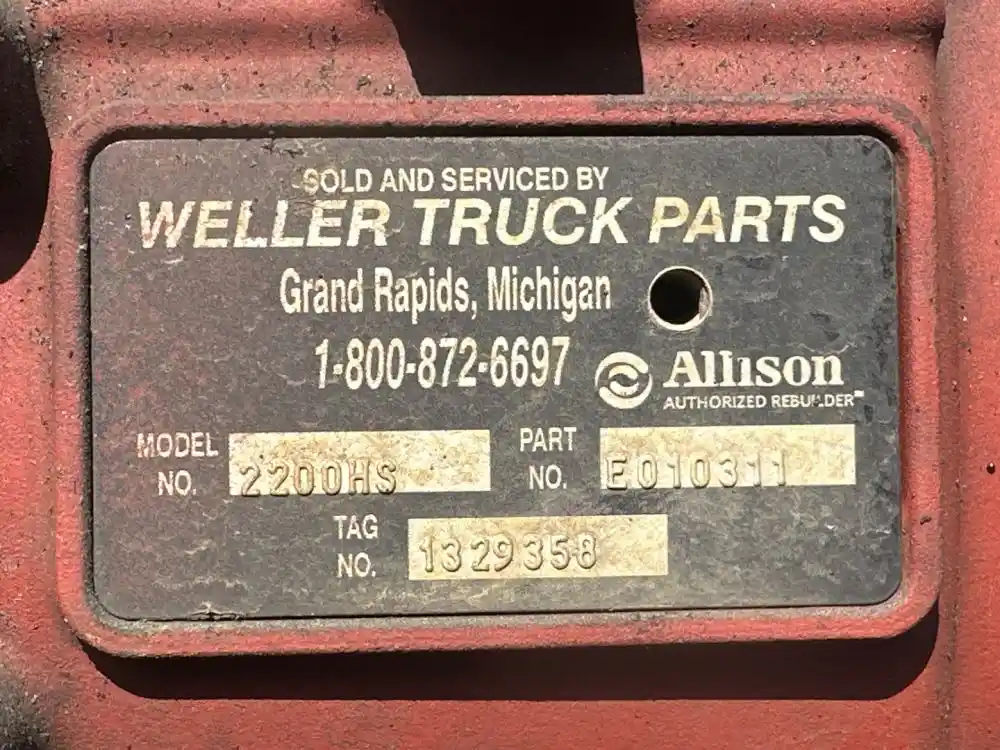 SOLD AND SERVICED BY
WELLER TRUCK PARTS
Grand Rapids, Michigan
1-800-872-6697
Allison
AUTHORIZED REBUILDER℠
MODEL NO. 2200HS
PART NO. E010311
TAG NO. 1329358